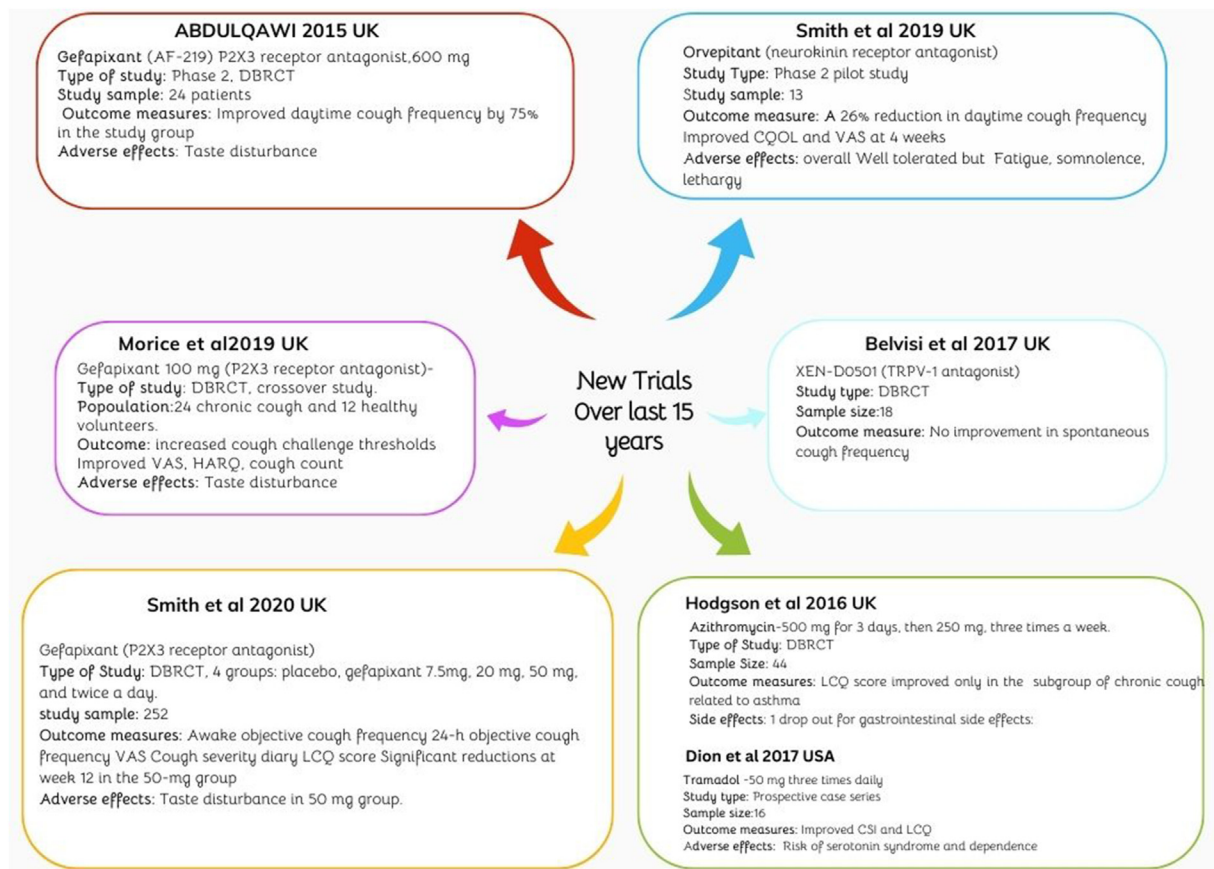 ABDULQAWI 2015 UK
Gefapixant (AF-219) P2X3 receptor antagonist,600 mg
Type of study: Phase 2, DBRCT
Study sample: 24 patients
Outcome measures: Improved daytime cough frequency by 75%
in the study group
Adverse effects: Taste disturbance
Smith et al 2019 UK
Orvepitant (neurokinin receptor antagonist)
Study Type: Phase 2 pilot study
Study sample: 13
Outcome measure: A 26% reduction in daytime cough frequency
Improved CQOL and VAS at 4 weeks
Adverse effects: overall Well tolerated but Fatigue, somnolence,
lethargy
Morice et al2019 UK
Gefapixant 100 mg (P2X3 receptor antagonist)-
Type of study: DBRCT, crossover study.
Popoulation:24 chronic cough and 12 healthy
volunteers.
Outcome: increased cough challenge thresholds
Improved VAS, HARQ, cough count
Adverse effects: Taste disturbance
New Trials
Over last 15
years
Belvisi et al 2017 UK
XEN-D0501 (TRPV-1 antagonist)
Study type: DBRCT
Sample size:18
Outcome measure: No improvement in spontaneous
cough frequency
Smith et al 2020 UK
Gefapixant (P2X3 receptor antagonist)
Type of Study: DBRCT, 4 groups: placebo, gefapixant 7.5mg, 20 mg, 50 mg,
and twice a day.
study sample: 252
Outcome measures: Awake objective cough frequency 24-h objective cough
frequency VAS Cough severity diary LCQ score Significant reductions at
week 12 in the 50-mg group
Adverse effects: Taste disturbance in 50 mg group.
Hodgson et al 2016 UK
Azithromycin-500 mg for 3 days, then 250 mg, three times a week.
Type of Study: DBRCT
Sample Size: 44
Outcome measures: LCQ score improved only in the subgroup of chronic cough
related to asthma
Side effects: 1 drop out for gastrointestinal side effects:
Dion et al 2017 USA
Tramadol -50 mg three times daily
Study type: Prospective case series
Sample size:16
Outcome measures: Improved CSI and LCQ
Adverse effects: Risk of serotonin syndrome and dependence